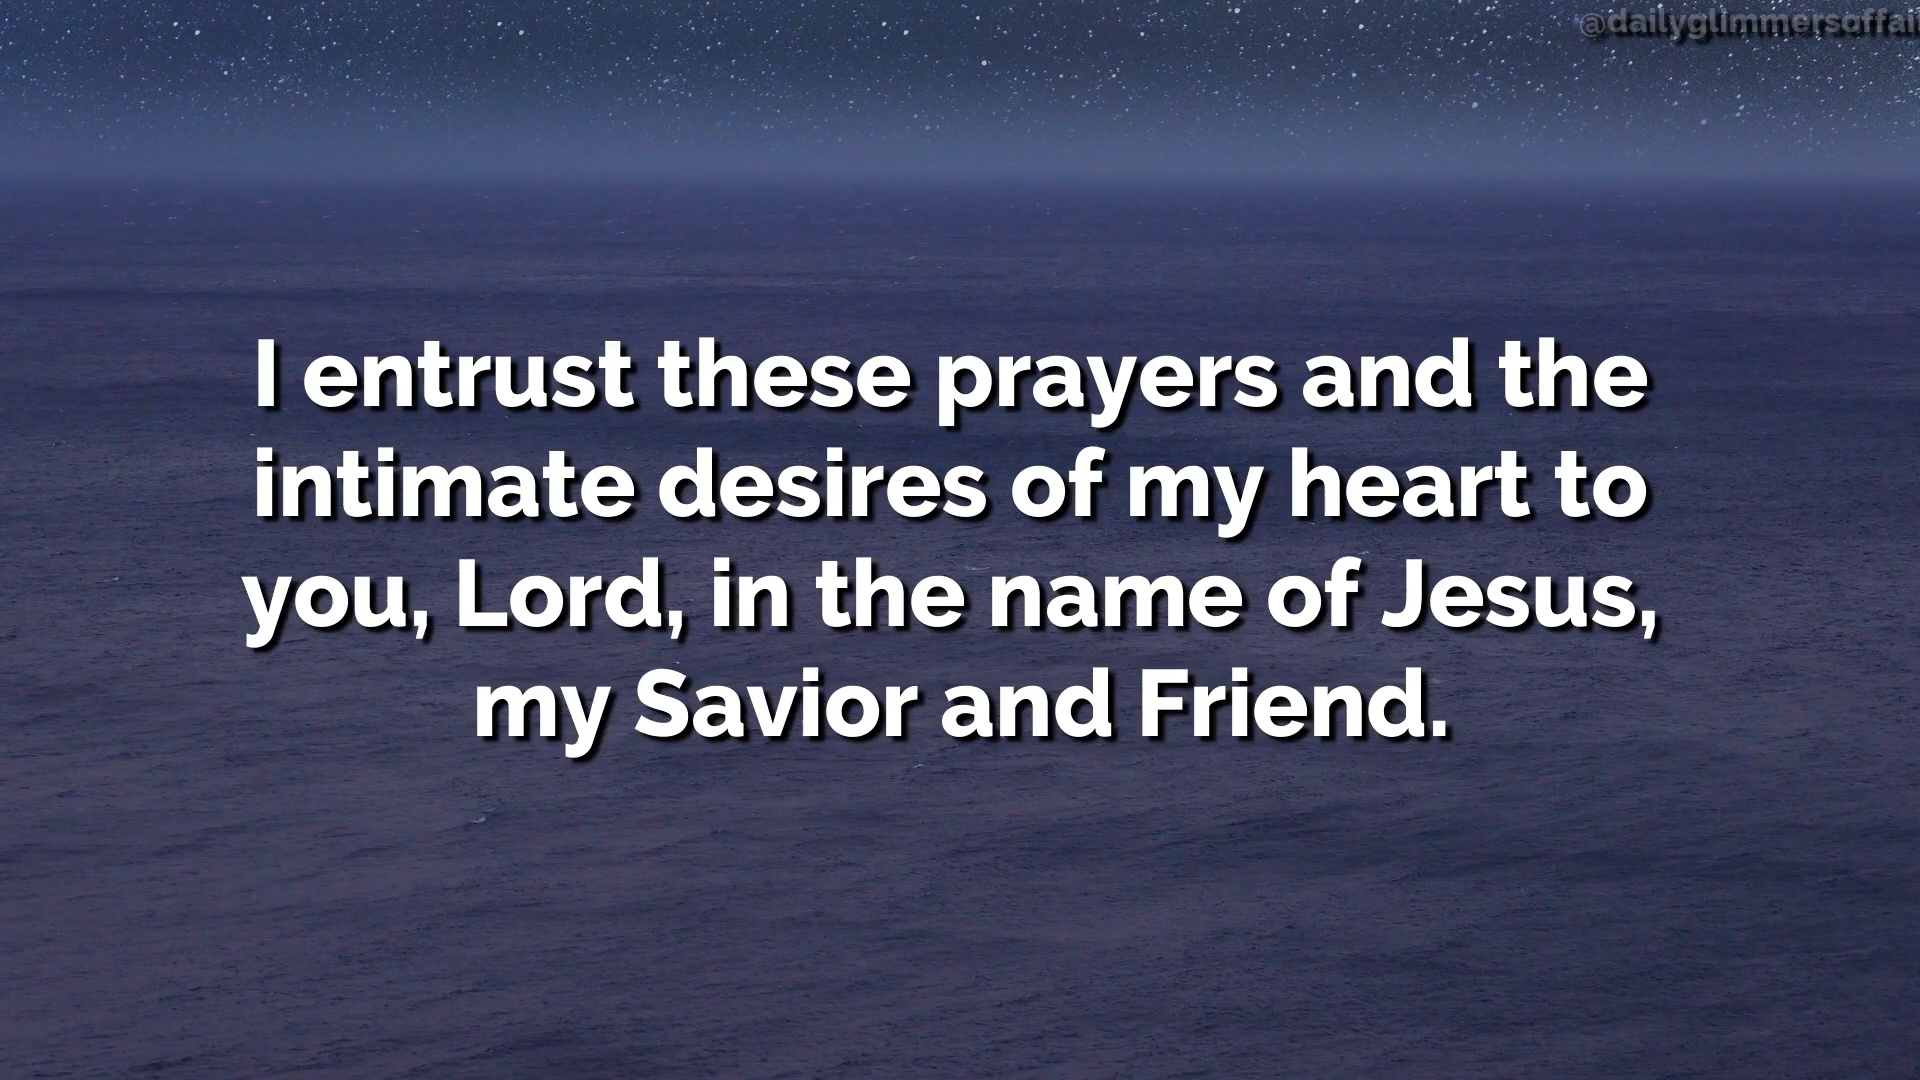 @dailyglimmersoffai
I entrust these prayers and the
intimate desires of my heart to
you, Lord, in the name of Jesus,
my Savior and Friend.